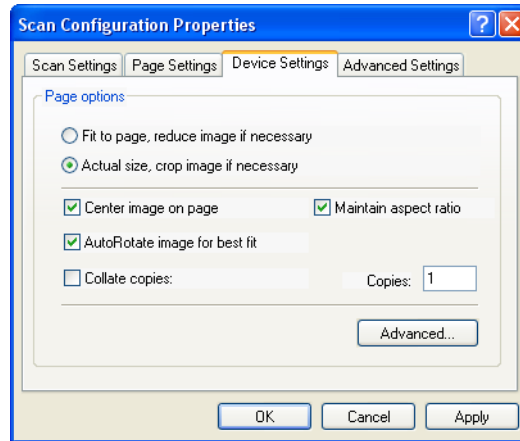 Scan Configuration Properties
Scan Settings Page Settings Device Settings Advanced Settings
Page options
Fit to page, reduce image if necessary
Actual size, crop image if necessary
Center image on page Maintain aspect ratio
AutoRotate image for best fit
Collate copies: Copies: 1
Advanced...
OK Cancel Apply